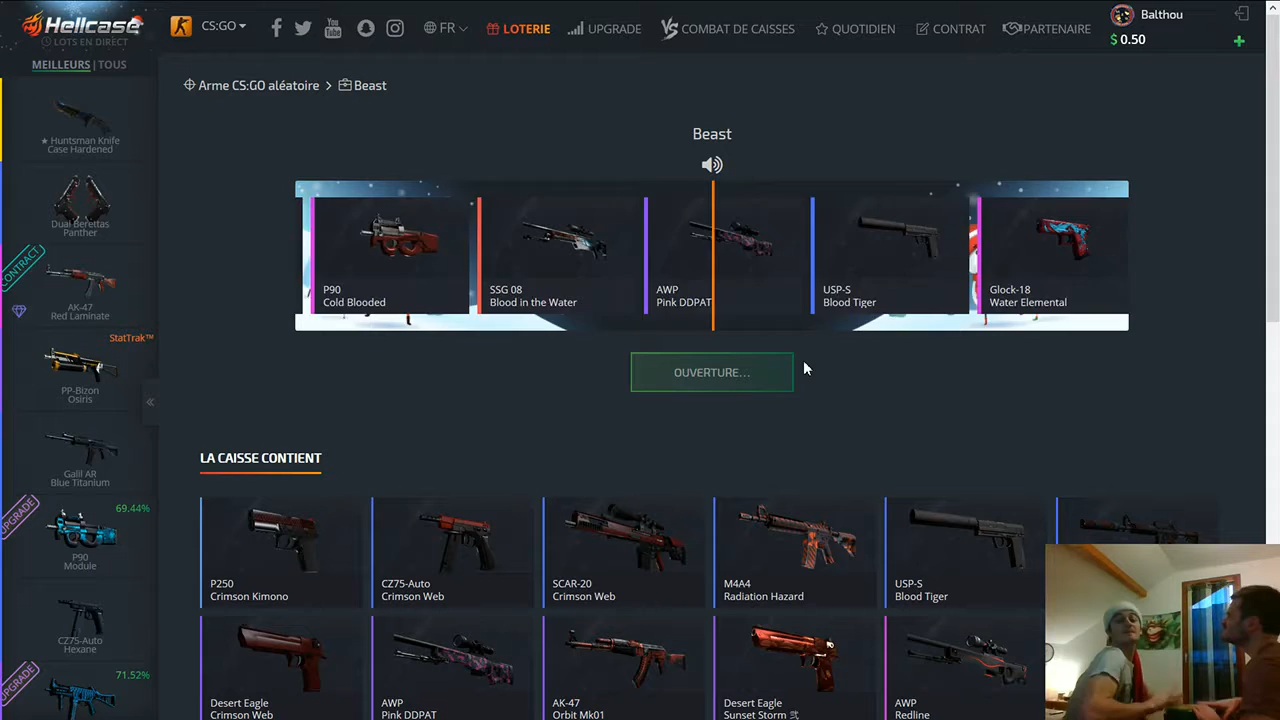 Hellcase
LOTS EN DIRECT
MEILLEURS | TOUS
CS:GO
FR
LOTERIE
UPGRADE
COMBAT DE CAISSES
QUOTIDIEN
CONTRAT
PARTENAIRE
Balthou
$ 0.50
★ Huntsman Knife
Case Hardened
Dual Berettas
Panther
CONTRACT
AK-47
Red Laminate
StatTrak™
PP-Bizon
Osiris
Galil AR
Blue Titanium
UPGRADE
69.44%
P90
Module
CZ75-Auto
Hexane
UPGRADE
71.52%
Arme CS:GO aléatoire > Beast
Beast
P90
Cold Blooded
SSG 08
Blood in the Water
AWP
Pink DDPAT
USP-S
Blood Tiger
Glock-18
Water Elemental
OUVERTURE...
LA CAISSE CONTIENT
P250
Crimson Kimono
CZ75-Auto
Crimson Web
SCAR-20
Crimson Web
M4A4
Radiation Hazard
USP-S
Blood Tiger
Desert Eagle
Crimson Web
AWP
Pink DDPAT
AK-47
Orbit Mk01
Desert Eagle
Sunset Storm 弐
AWP
Redline